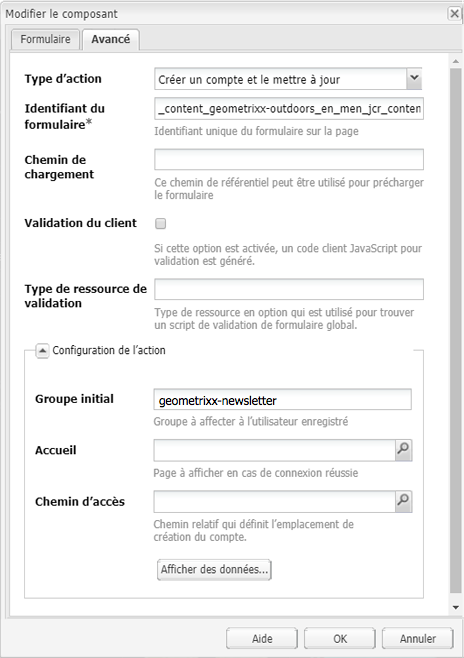 Modifier le composant
Formulaire Avancé
Type d’action Créer un compte et le mettre à jour
Identifiant du
formulaire* _content_geometrixx-outdoors_en_men_jcr_conten
Identifiant unique du formulaire sur la page
Chemin de
chargement
Ce chemin de référentiel peut être utilisé pour précharger
le formulaire
Validation du client
Si cette option est activée, un code client JavaScript pour
validation est généré.
Type de ressource de
validation
Type de ressource en option qui est utilisé pour trouver
un script de validation de formulaire global.
Configuration de l’action
Groupe initial geometrixx-newsletter
Groupe à affecter à l’utilisateur enregistré
Accueil
Page à afficher en cas de connexion réussie
Chemin d’accès
Chemin relatif qui définit l’emplacement de
création du compte.
Afficher des données...
Aide OK Annuler